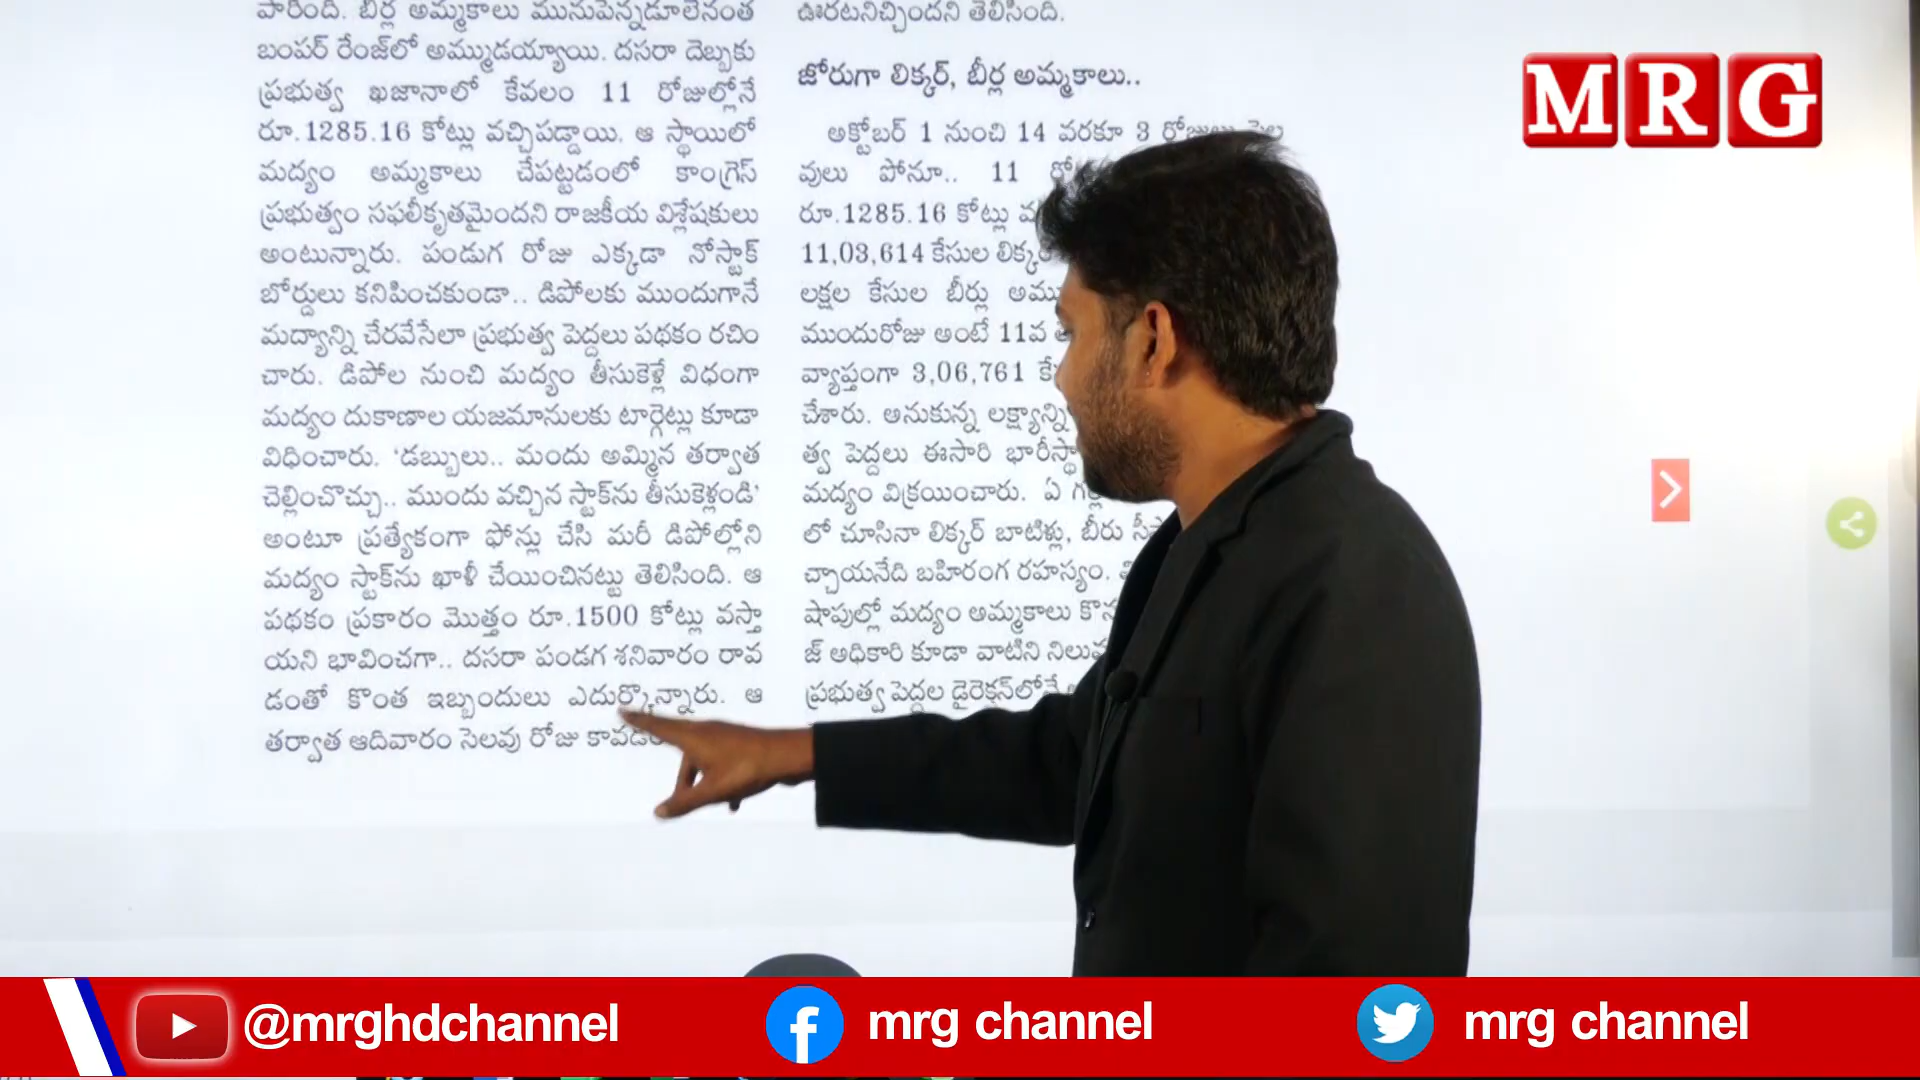 పారింది. బీర్ల అమ్మకాలు మునుపెన్నడూలేనంత
బంపర్ రేంజ్‌లో అమ్ముడయ్యాయి. దసరా దెబ్బకు
ప్రభుత్వ ఖజానాలో కేవలం 11 రోజుల్లోనే
రూ.1285.16 కోట్లు వచ్చిపడ్డాయి. ఆ స్థాయిలో
మద్యం అమ్మకాలు చేపట్టడంలో కాంగ్రెస్
ప్రభుత్వం సఫలీకృతమైందని రాజకీయ విశ్లేషకులు
అంటున్నారు. పండుగ రోజు ఎక్కడా నోస్టాక్
బోర్డులు కనిపించకుండా.. డిపోలకు ముందుగానే
మద్యాన్ని చేరవేసేలా ప్రభుత్వ పెద్దలు పథకం రచిం
చారు. డిపోల నుంచి మద్యం తీసుకెళ్లే విధంగా
మద్యం దుకాణాల యజమానులకు టార్గెట్లు కూడా
విధించారు. ‘డబ్బులు.. మందు అమ్మిన తర్వాత
చెల్లించొచ్చు.. ముందు వచ్చిన స్టాక్‌ను తీసుకెళ్లండి’
అంటూ ప్రత్యేకంగా ఫోన్లు చేసి మరీ డిపోల్లోని
మద్యం స్టాక్‌ను ఖాళీ చేయించినట్టు తెలిసింది. ఆ
పథకం ప్రకారం మొత్తం రూ.1500 కోట్లు వస్తా
యని భావించగా.. దసరా పండగ శనివారం రావ
డంతో కొంత ఇబ్బందులు ఎదుర్కొన్నారు. ఆ
తర్వాత ఆదివారం సెలవు రోజు
ఊరటనిచ్చిందని తెలిసింది.
జోరుగా లిక్కర్, బీర్ల అమ్మకాలు..
అక్టోబర్ 1 నుంచి 14 వరకూ 3 రోజులు సెల
వులు పోనూ.. 11
రూ.1285.16 కోట్లు
11,03,614 కేసుల
లక్షల కేసుల బీర్లు
ముందురోజు అంటే 11వ
వ్యాప్తంగా 3,06,761
చేశారు. అనుకున్న లక్ష్యాన్ని
త్వ పెద్దలు ఈసారి
మద్యం విక్రయించారు. ఏ
లో చూసినా లిక్కర్ బాటిళ్లు, బీరు
చ్చాయనేది బహిరంగ రహస్యం.
షాపుల్లో మద్యం అమ్మకాలు
జ్ అధికారి కూడా వాటిని
ప్రభుత్వ పెద్దల డైరెక్షన్‌లోనే
MRG
@mrghdchannel
mrg channel
mrg channel